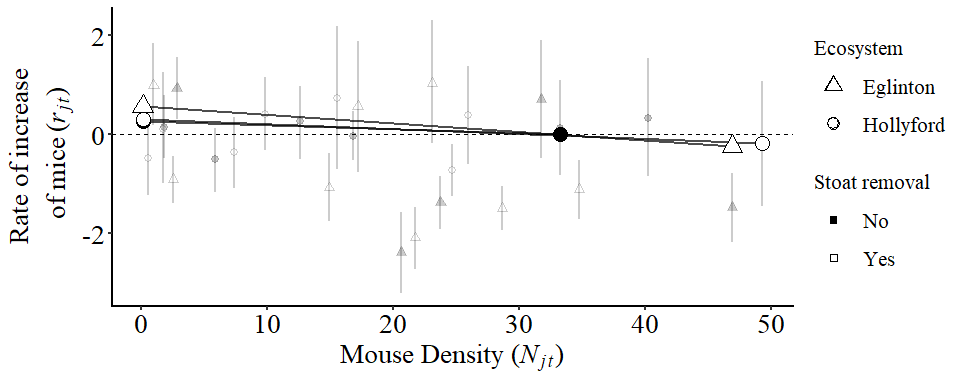 Rate of increase
of mice (r_jt)
2
0
-2
0
10
20
30
40
50
Mouse Density (N_jt)
Ecosystem
Eglinton
Hollyford
Stoat removal
No
Yes